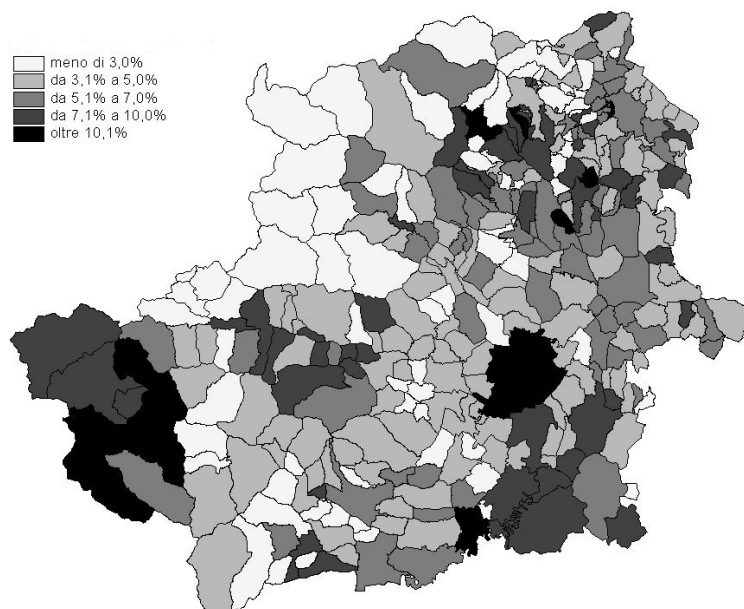 meno di 3,0%
da 3,1% a 5,0%
da 5,1% a 7,0%
da 7,1% a 10,0%
oltre 10,1%